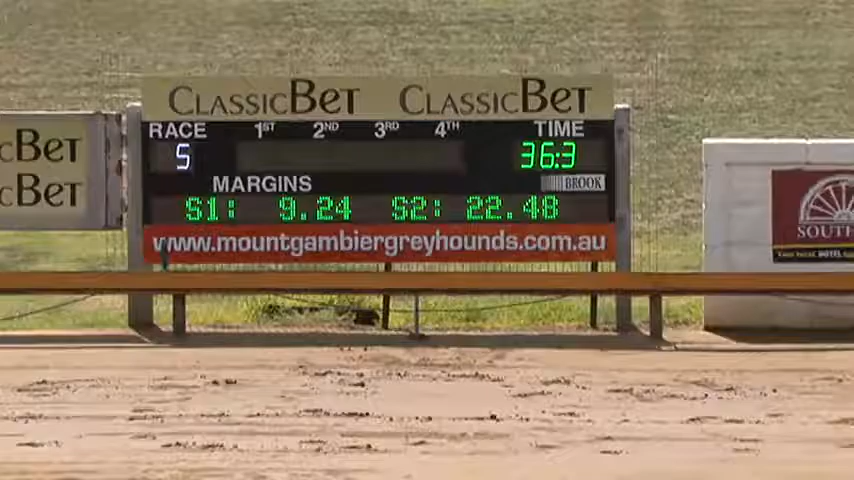 CLASSICBET CLASSICBET
RACE 1ST 2ND 3RD 4TH TIME
5 36:3
MARGINS BROOK
S1: 9.24 S2: 22.48
www.mountgambiergreyhounds.com.au
CBET
CBET
SOUTH